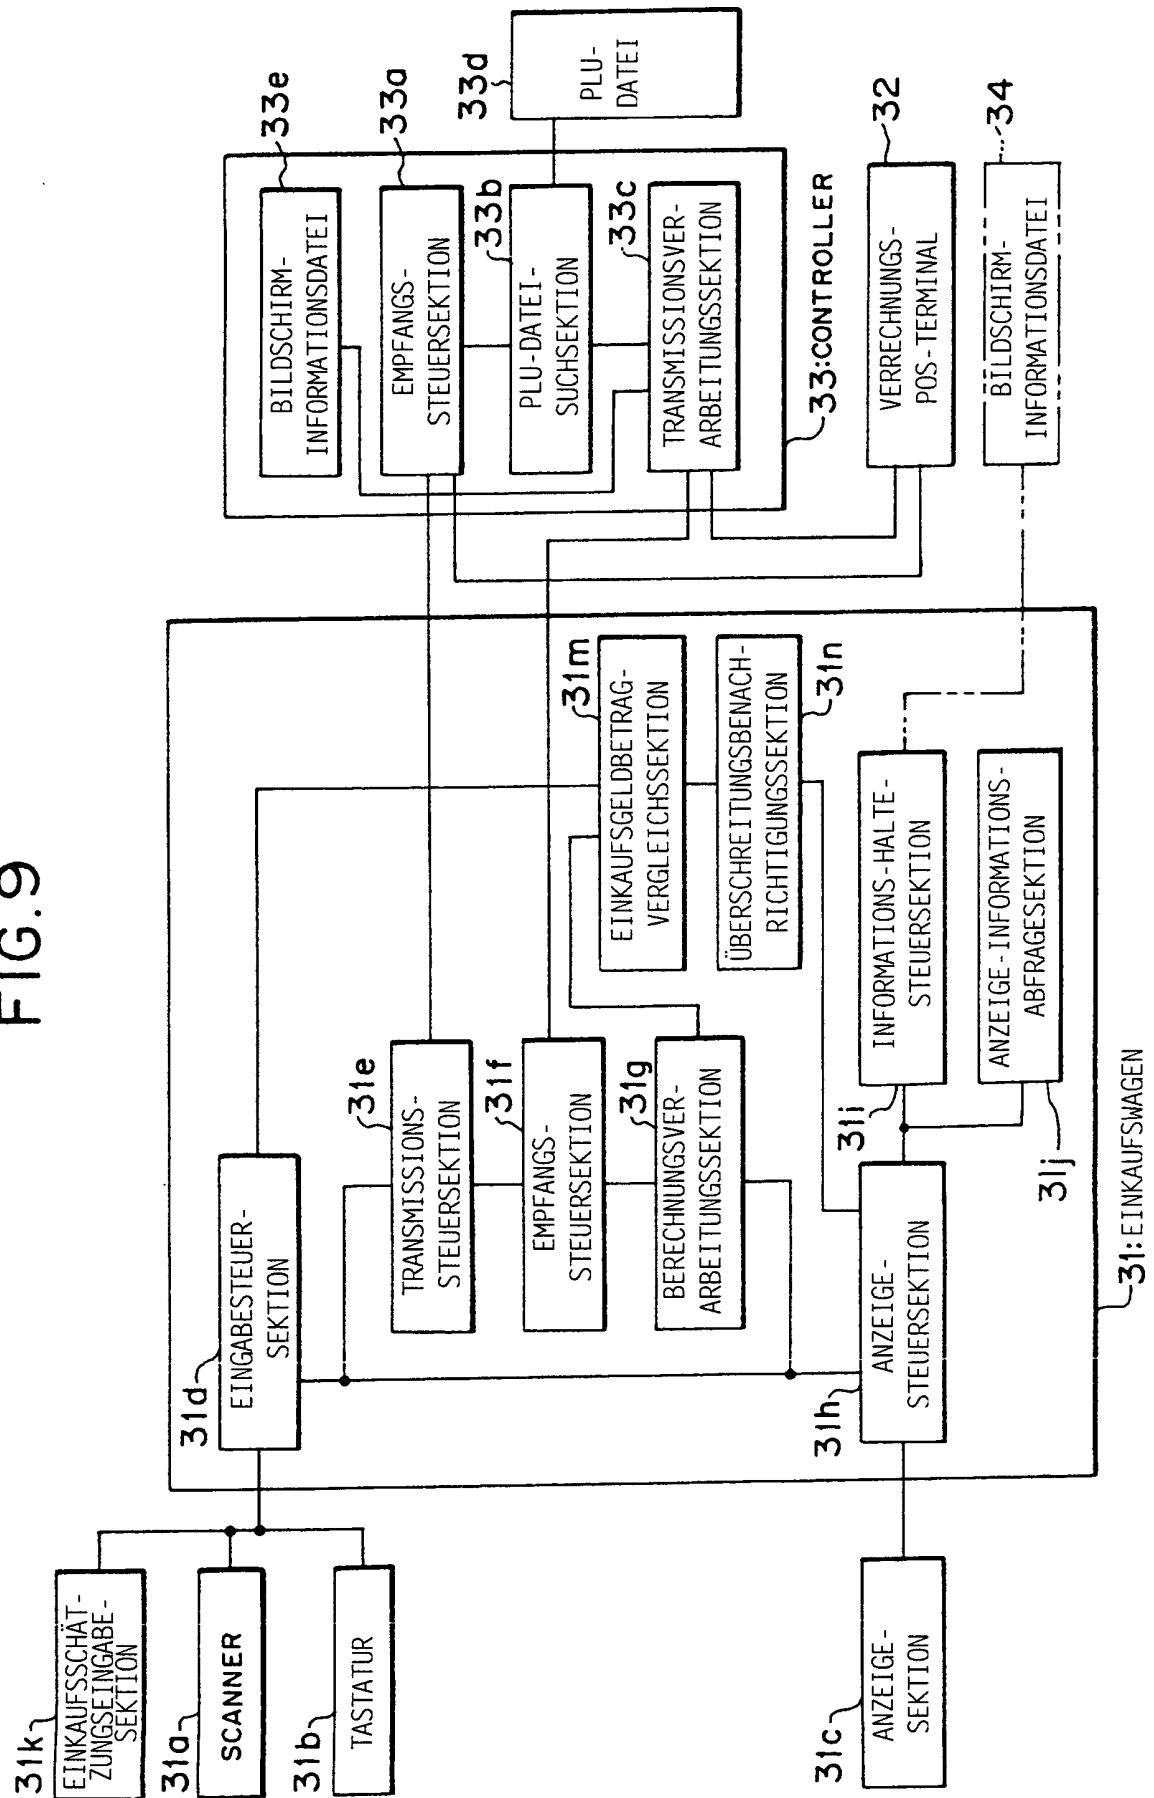 FIG. 9
31k
EINKAUFSSCHÄT-
ZUNGSEINGABE-
SEKTION
31a
SCANNER
31b
TASTATUR
31c
ANZEIGE-
SEKTION
31d
EINGABESTEUER-
SEKTION
31e
TRANSMISSIONS-
STEUERSEKTION
31f
EMPFANGS-
STEUERSEKTION
31g
BERECHNUNGSVER-
ARBEITUNGSSEKTION
31h
ANZEIGE-
STEUERSEKTION
31m
EINKAUFSGELDBETRAG-
VERGLEICHSSEKTION
31n
ÜBERSCHREITUNGSBENACH-
RICHTIGUNGSSEKTION
31i
INFORMATIONS-HALTE-
STEUERSEKTION
31j
ANZEIGE-INFORMATIONS-
ABFRAGESEKTION
31: EINKAUFSWAGEN
33e
BILDSCHIRM-
INFORMATIONSDATEI
33a
EMPFANGS-
STEUERSEKTION
33b
PLU-DATEI-
SUCHSEKTION
33c
TRANSMISSIONSVER-
ARBEITUNGSSEKTION
33d
PLU-
DATEI
33:CONTROLLER
32
VERRECHNUNGS-
POS-TERMINAL
34
BILDSCHIRM-
INFORMATIONSDATEI